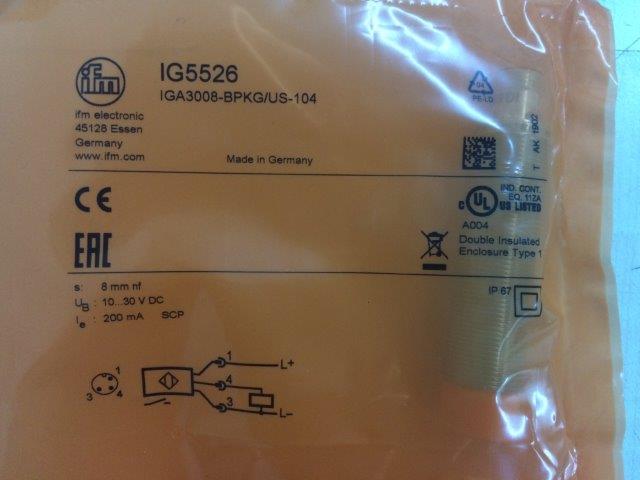 ifm
IG5526
IGA3008-BPKG/US-104
ifm electronic
45128 Essen
Germany
www.ifm.com
Made in Germany
04
PE-LD
T AK 1902
CE
EAC
c UL US LISTED
IND. CONT.
EQ. 11ZA
A004
Double Insulated
Enclosure Type 1
s: 8 mm nf
UB: 10...30 V DC
Ie: 200 mA SCP
IP 67
1
3 4
1 L+
4
3 L–